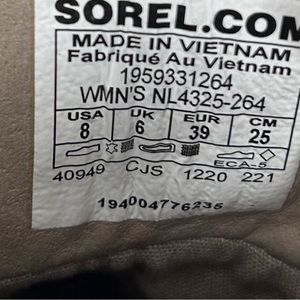 SOREL.COM
MADE IN VIETNAM
Fabriqué Au Vietnam
1959331264
WMN'S NL4325-264
USA UK EUR CM
8 6 39 25
ECA-5
40949 CJS 1220 221
194004776235